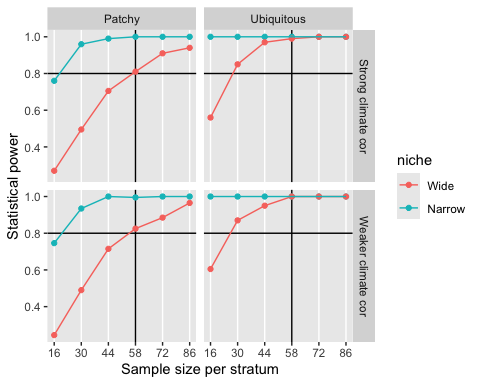 Patchy
Ubiquitous
1.0
0.8
0.6
0.4
Strong climate cor
1.0
0.8
0.6
0.4
Weaker climate cor
Statistical power
16 30 44 58 72 86
16 30 44 58 72 86
Sample size per stratum
niche
Wide
Narrow